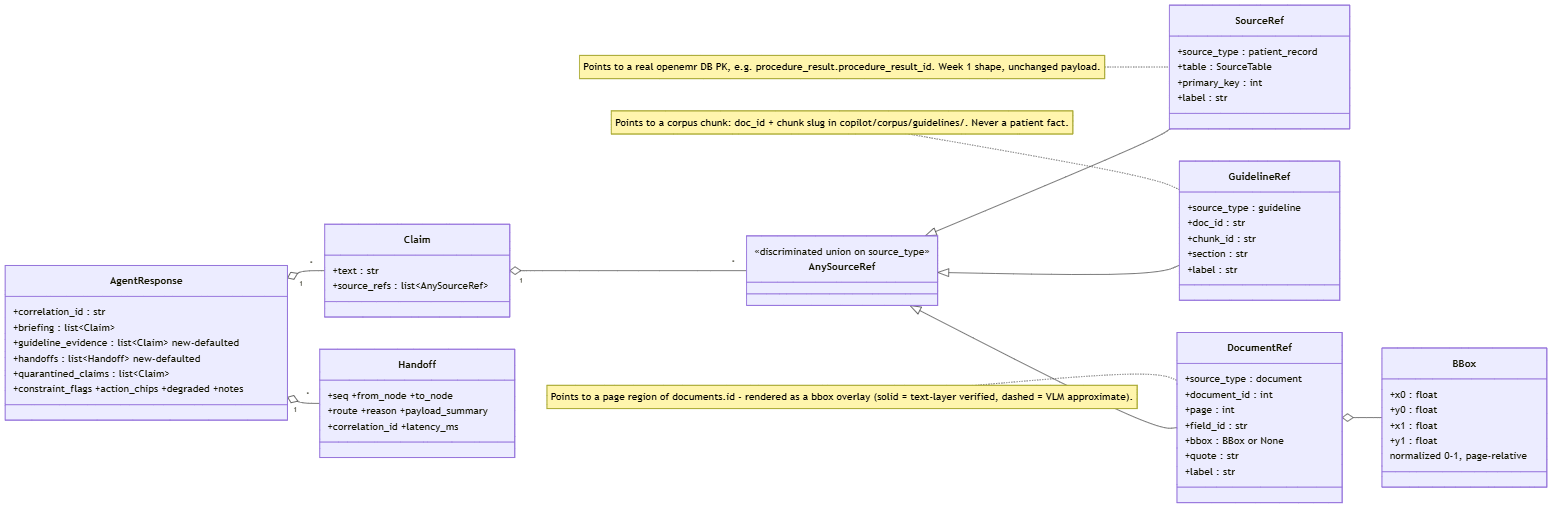 AgentResponse
+correlation_id : str
+briefing : list<Claim>
+guideline_evidence : list<Claim> new-defaulted
+handoffs : list<Handoff> new-defaulted
+quarantined_claims : list<Claim>
+constraint_flags +action_chips +degraded +notes
*
1
*
1
Claim
+text : str
+source_refs : list<AnySourceRef>
1
*
Handoff
+seq +from_node +to_node
+route +reason +payload_summary
+correlation_id +latency_ms
«discriminated union on source_type»
AnySourceRef
Points to a real openemr DB PK, e.g. procedure_result.procedure_result_id. Week 1 shape, unchanged payload.
Points to a corpus chunk: doc_id + chunk slug in copilot/corpus/guidelines/. Never a patient fact.
Points to a page region of documents.id - rendered as a bbox overlay (solid = text-layer verified, dashed = VLM approximate).
SourceRef
+source_type : patient_record
+table : SourceTable
+primary_key : int
+label : str
GuidelineRef
+source_type : guideline
+doc_id : str
+chunk_id : str
+section : str
+label : str
DocumentRef
+source_type : document
+document_id : int
+page : int
+field_id : str
+bbox : BBox or None
+quote : str
+label : str
BBox
+x0 : float
+y0 : float
+x1 : float
+y1 : float
normalized 0-1, page-relative